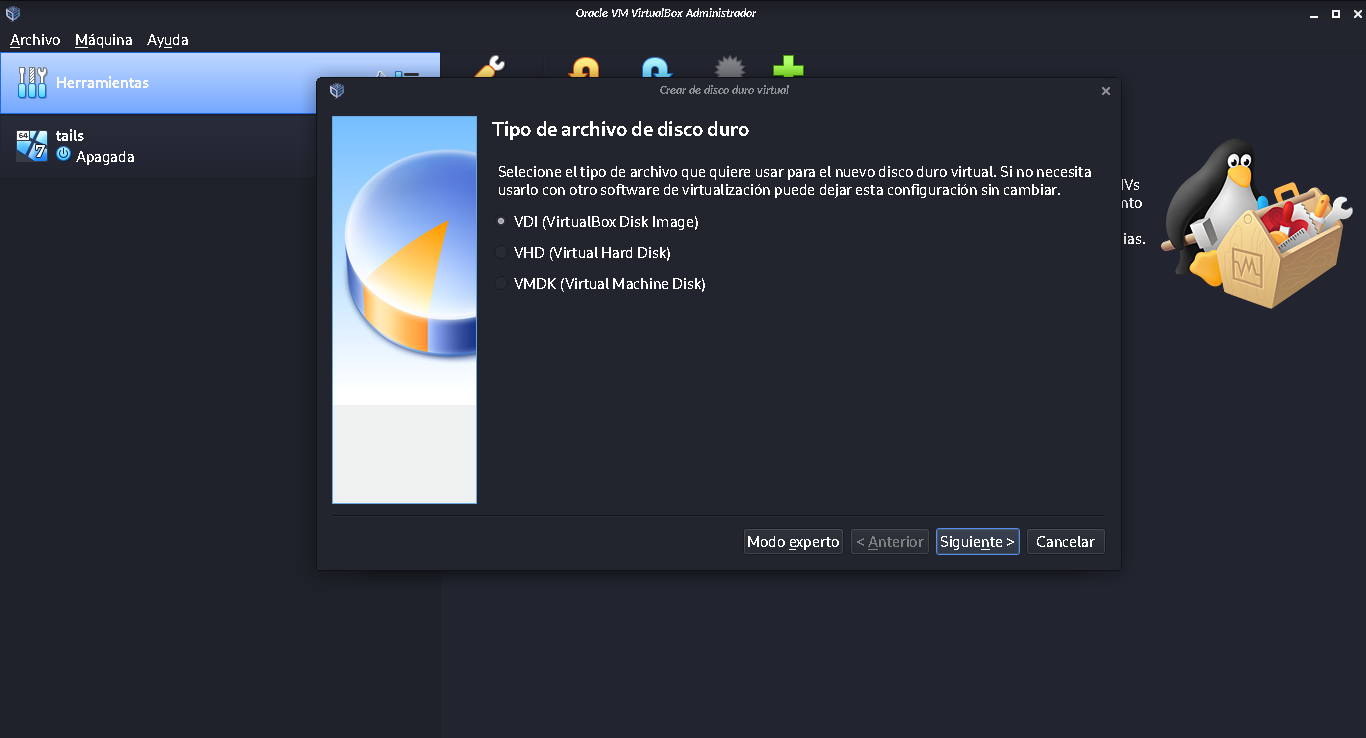 Oracle VM VirtualBox Administrador
Archivo Máquina Ayuda
Herramientas
64
7
tails
Apagada
Crear de disco duro virtual
Tipo de archivo de disco duro
Selecione el tipo de archivo que quiere usar para el nuevo disco duro virtual. Si no necesita
usarlo con otro software de virtualización puede dejar esta configuración sin cambiar.
VDI (VirtualBox Disk Image)
VHD (Virtual Hard Disk)
VMDK (Virtual Machine Disk)
Modo experto < Anterior Siguiente > Cancelar
ias.